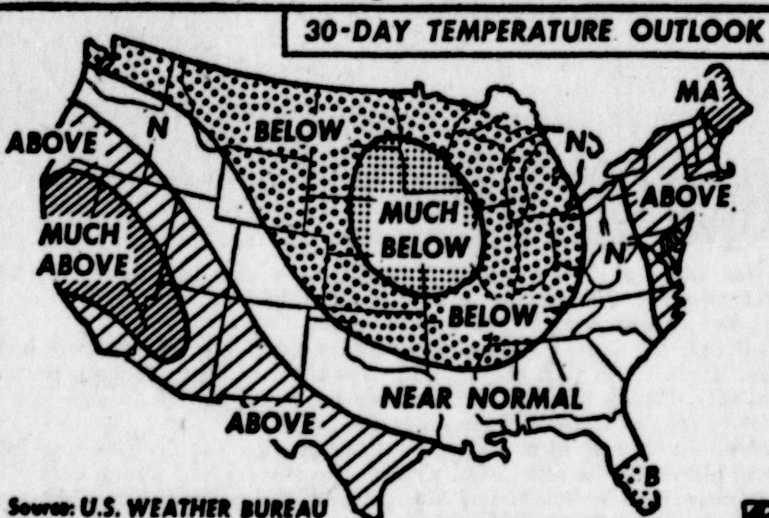 30-DAY TEMPERATURE OUTLOOK
MA
ABOVE
N
BELOW
N
MUCH
BELOW
ABOVE
MUCH
ABOVE
N
BELOW
ABOVE
NEAR NORMAL
B
Source: U.S. WEATHER BUREAU